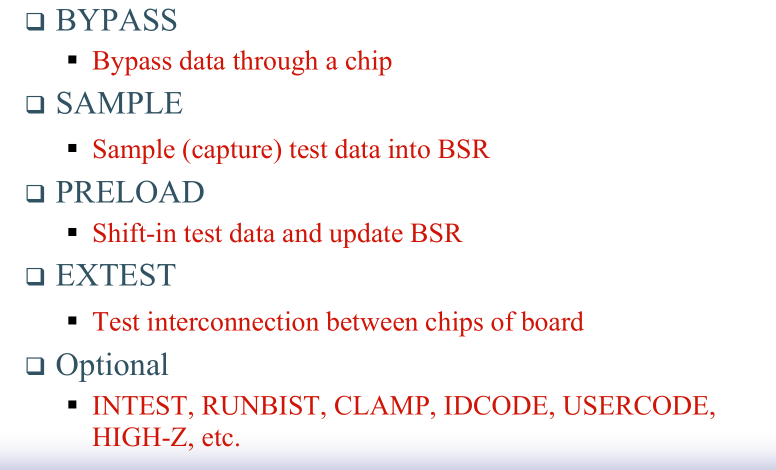 BYPASS
Bypass data through a chip
SAMPLE
Sample (capture) test data into BSR
PRELOAD
Shift-in test data and update BSR
EXTEST
Test interconnection between chips of board
Optional
INTEST, RUNBIST, CLAMP, IDCODE, USERCODE,
HIGH-Z, etc.